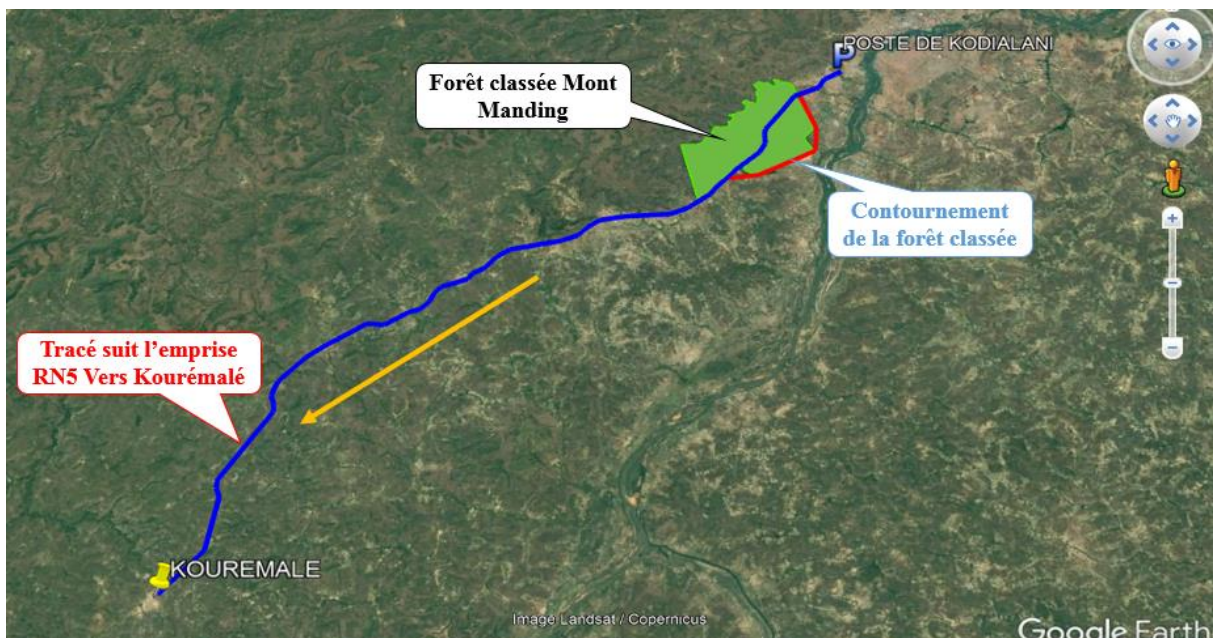 POSTE DE KODIALANI
Forêt classée Mont
Manding
Contournement
de la forêt classée
Tracé suit l’emprise
RN5 Vers Kourémalé
KOUREMALE
Image Landsat / Copernicus
Google Earth